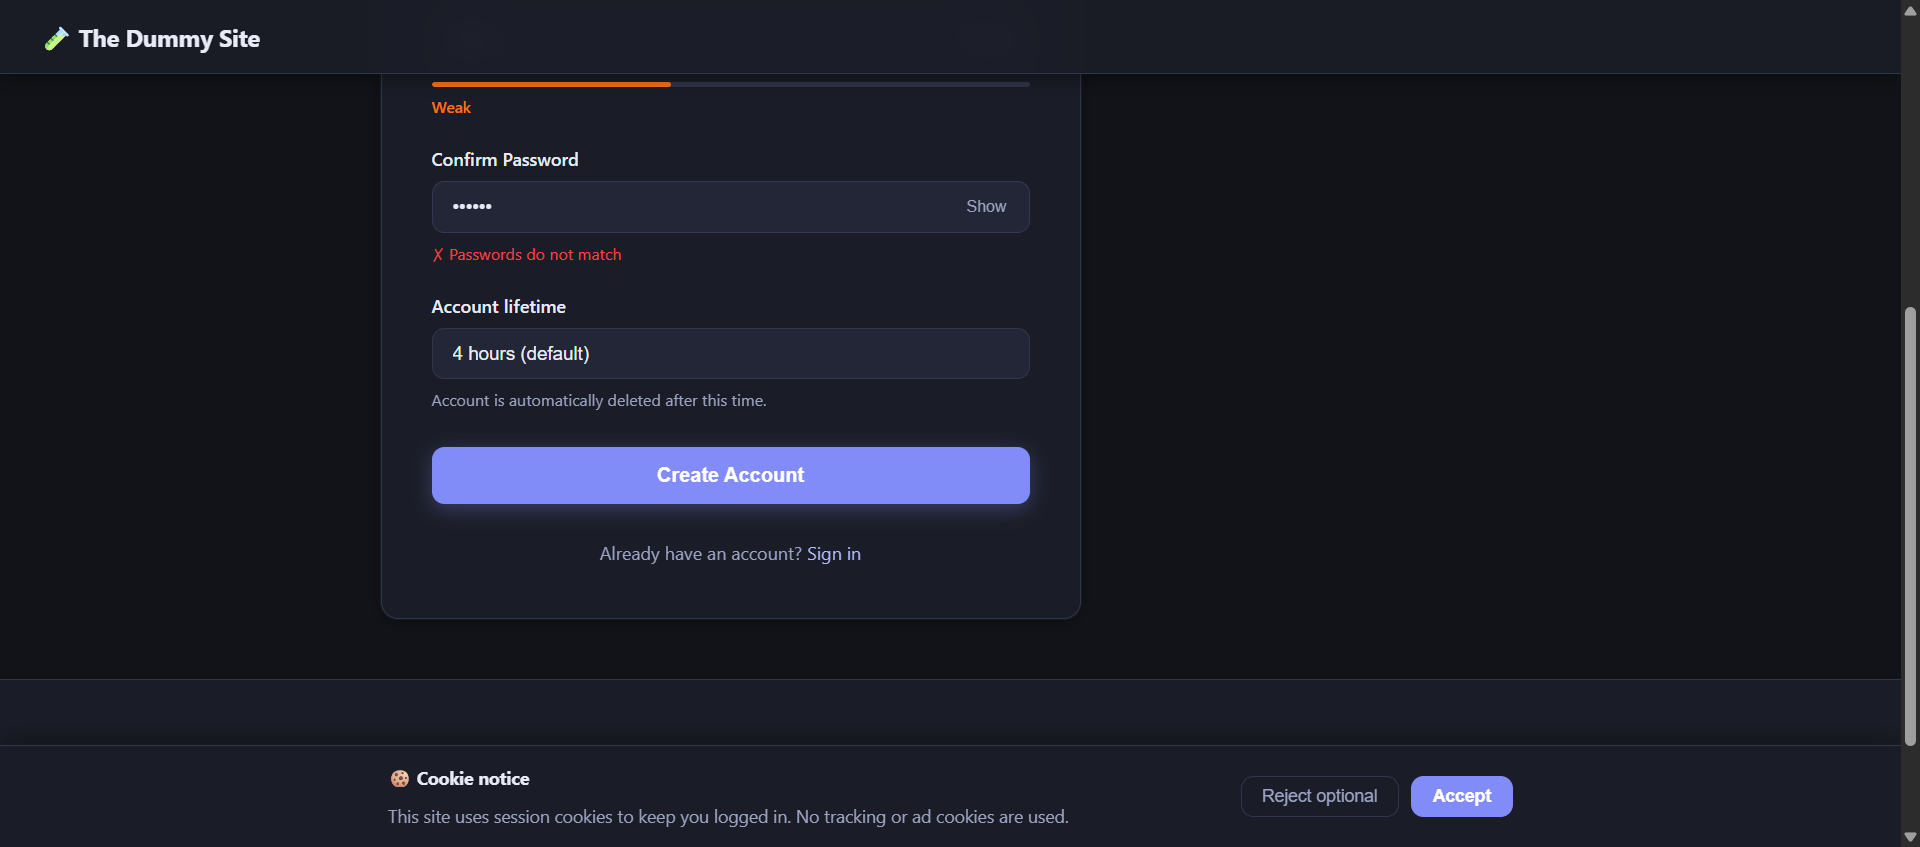 The Dummy Site
Weak
Confirm Password
••••••
Show
✗ Passwords do not match
Account lifetime
4 hours (default)
Account is automatically deleted after this time.
Create Account
Already have an account? Sign in
🍪 Cookie notice
This site uses session cookies to keep you logged in. No tracking or ad cookies are used.
Reject optional
Accept